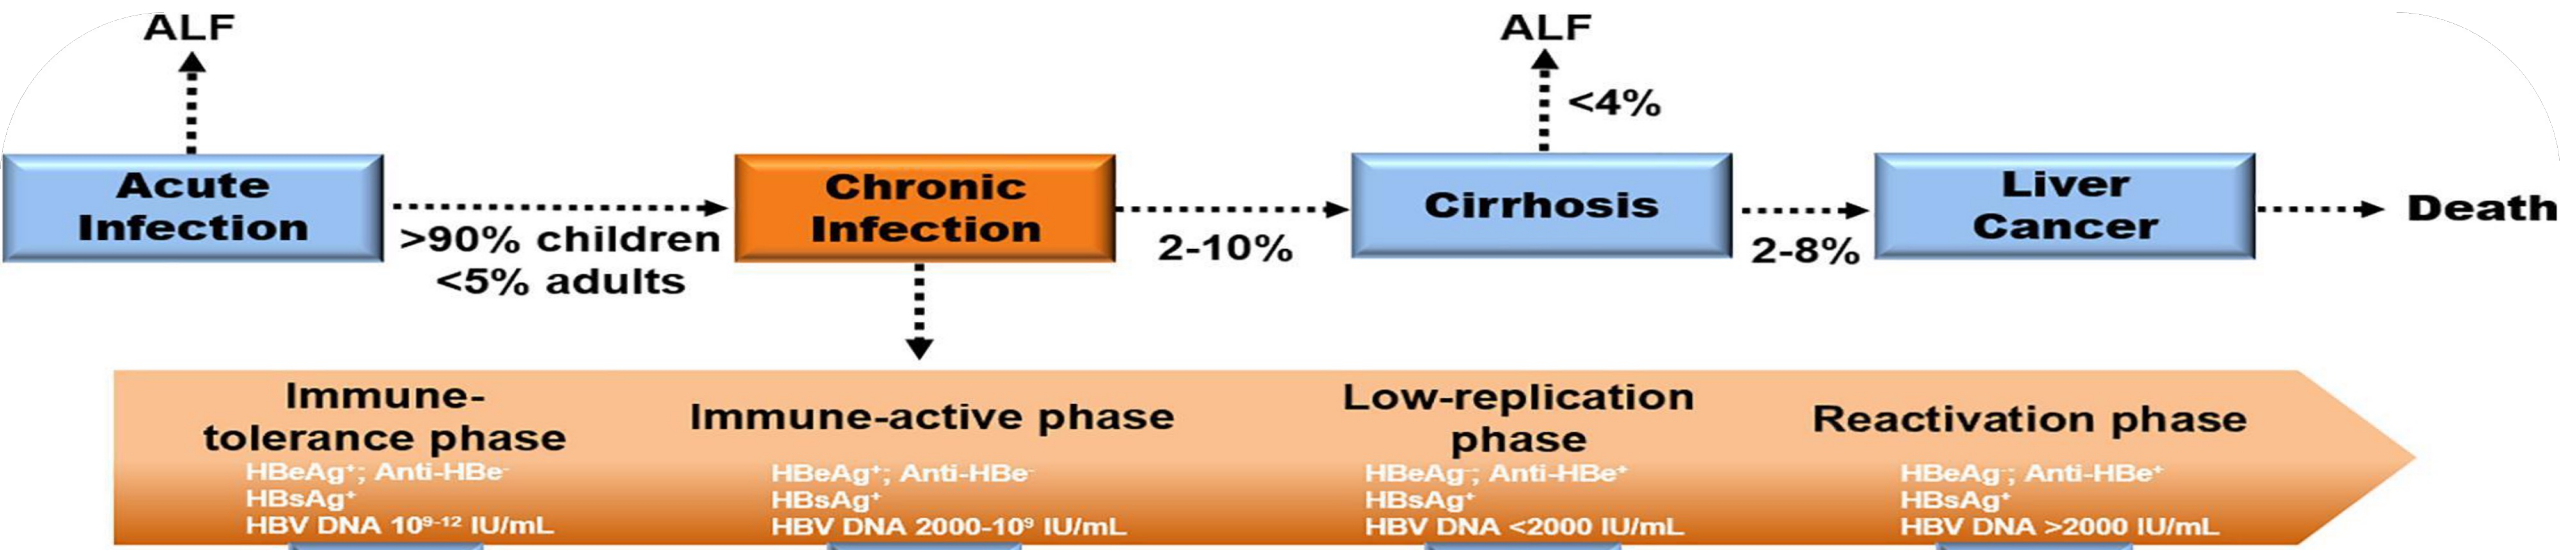 ALF
ALF
<4%
Acute
Infection
>90% children
<5% adults
Chronic
Infection
2-10%
Cirrhosis
2-8%
Liver
Cancer
Death
Immune-
tolerance phase
HBeAg⁺; Anti-HBe⁻
HBsAg⁺
HBV DNA 10⁹⁻¹² IU/mL
Immune-active phase
HBeAg⁺; Anti-HBe⁻
HBsAg⁺
HBV DNA 2000-10⁹ IU/mL
Low-replication
phase
HBeAg⁻; Anti-HBe⁺
HBsAg⁺
HBV DNA <2000 IU/mL
Reactivation phase
HBeAg⁻; Anti-HBe⁺
HBsAg⁺
HBV DNA >2000 IU/mL